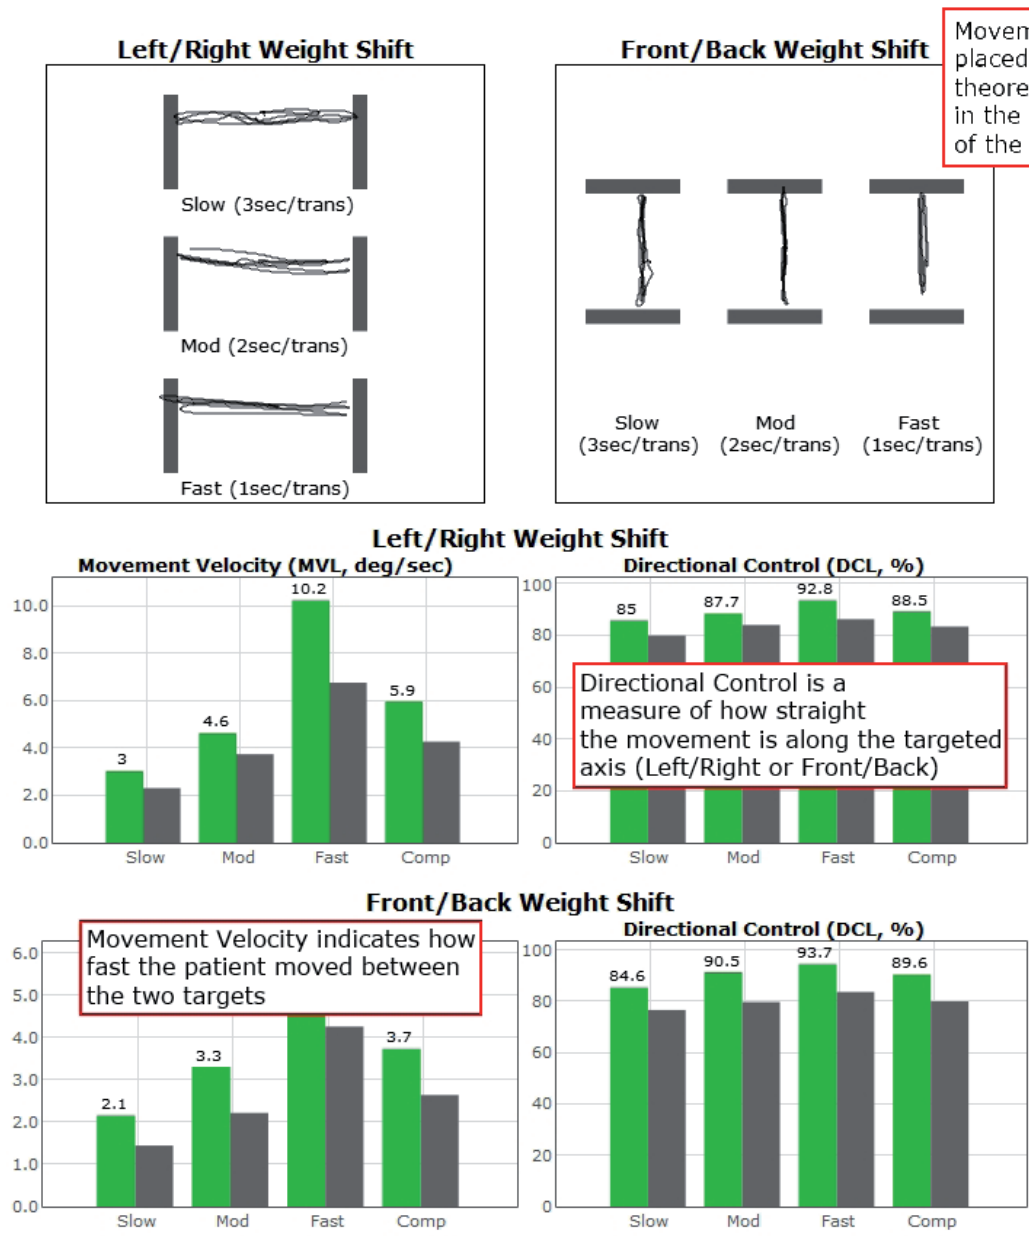 Left/Right Weight Shift
Slow (3sec/trans)
Mod (2sec/trans)
Fast (1sec/trans)
Front/Back Weight Shift
placed
in the
of the
Slow
(3sec/trans)
Mod
(2sec/trans)
Fast
(1sec/trans)
Left/Right Weight Shift
Movement Velocity (MVL, deg/sec)
10.0
8.0
6.0
4.0
2.0
0.0
3
4.6
10.2
5.9
Slow Mod Fast Comp
Directional Control (DCL, %)
100
80
60
40
20
0
85
87.7
92.8
88.5
Directional Control is a
measure of how straight
the movement is along the targeted
axis (Left/Right or Front/Back)
Slow Mod Fast Comp
Front/Back Weight Shift
Movement Velocity indicates how
fast the patient moved between
the two targets
6.0
5.0
4.0
3.0
2.0
1.0
0.0
2.1
3.3
3.7
Slow Mod Fast Comp
Directional Control (DCL, %)
100
80
60
40
20
0
84.6
90.5
93.7
89.6
Slow Mod Fast Comp